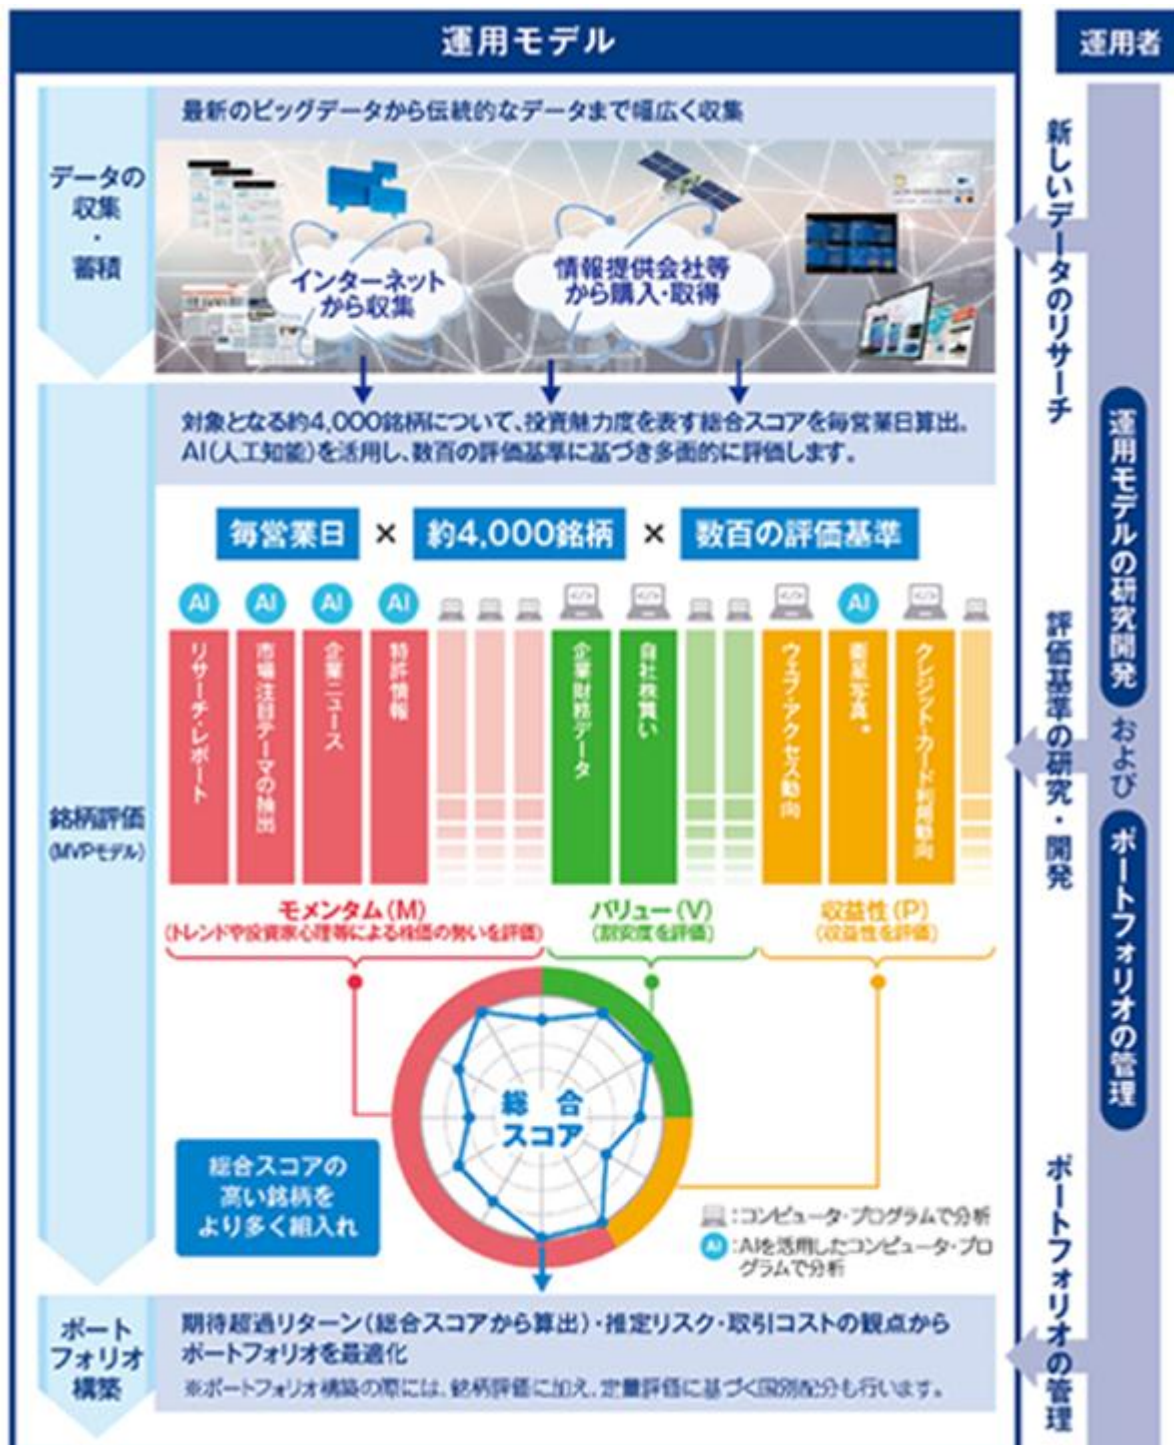 運用モデル
運用者
データの
収集
・
蓄積
最新のビッグデータから伝統的なデータまで幅広く収集
インターネット
から収集
情報提供会社等
から購入・取得
新しいデータのリサーチ
対象となる約4,000銘柄について、投資魅力度を表す総合スコアを毎営業日算出。
AI(人工知能)を活用し、数百の評価基準に基づき多面的に評価します。
毎営業日 × 約4,000銘柄 × 数百の評価基準
銘柄評価
(MVPモデル)
AI
AI
AI
AI
AI
リサーチ・レポート
市場注目テーマの抽出
企業ニュース
特許情報
企業財務データ
自社株買い
ウェブ・アクセス動向
衛星写真*
クレジット・カード利用動向
モメンタム(M)
(トレンドや投資家心理等による株価の勢いを評価)
バリュー(V)
(割安度を評価)
収益性(P)
(収益性を評価)
評価基準の研究・開発
運用モデルの研究開発
および
ポートフォリオの管理
総合
スコア
総合スコアの
高い銘柄を
より多く組入れ
:コンピュータ・プログラムで分析
AI:AIを活用したコンピュータ・プロ
グラムで分析
ポート
フォリオ
構築
期待超過リターン(総合スコアから算出)・推定リスク・取引コストの観点から
ポートフォリオを最適化
※ポートフォリオ構築の際には、銘柄評価に加え、定量評価に基づく国別配分も行います。
ポートフォリオの管理